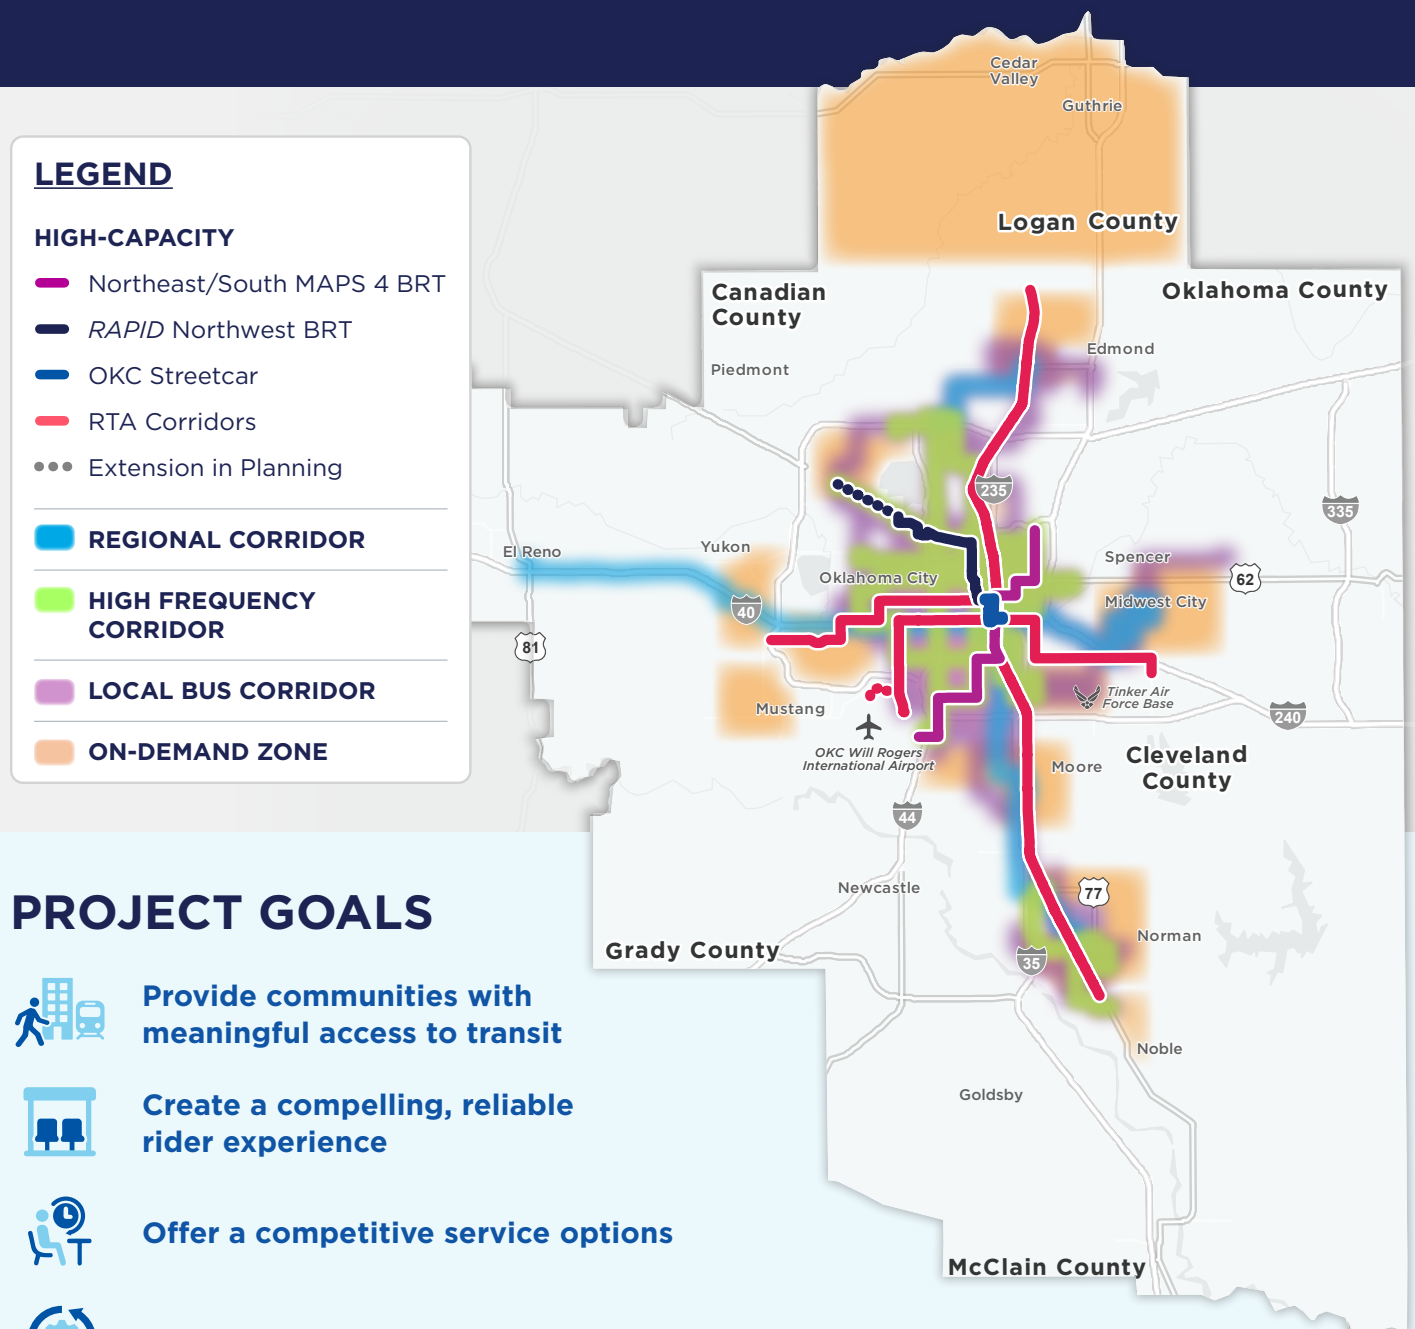 LEGEND
HIGH-CAPACITY
Northeast/South MAPS 4 BRT
RAPID Northwest BRT
OKC Streetcar
RTA Corridors
Extension in Planning
REGIONAL CORRIDOR
HIGH FREQUENCY
CORRIDOR
LOCAL BUS CORRIDOR
ON-DEMAND ZONE
Cedar
Valley
Guthrie
Logan County
Canadian
County
Oklahoma County
Edmond
Piedmont
235
335
El Reno
Yukon
Spencer
62
Oklahoma City
40
Midwest City
81
Mustang
Tinker Air
Force Base
240
OKC Will Rogers
International Airport
Moore
Cleveland
County
44
Newcastle
77
Norman
Grady County
35
Noble
Goldsby
McClain County
PROJECT GOALS
Provide communities with
meaningful access to transit
Create a compelling, reliable
rider experience
Offer a competitive service options